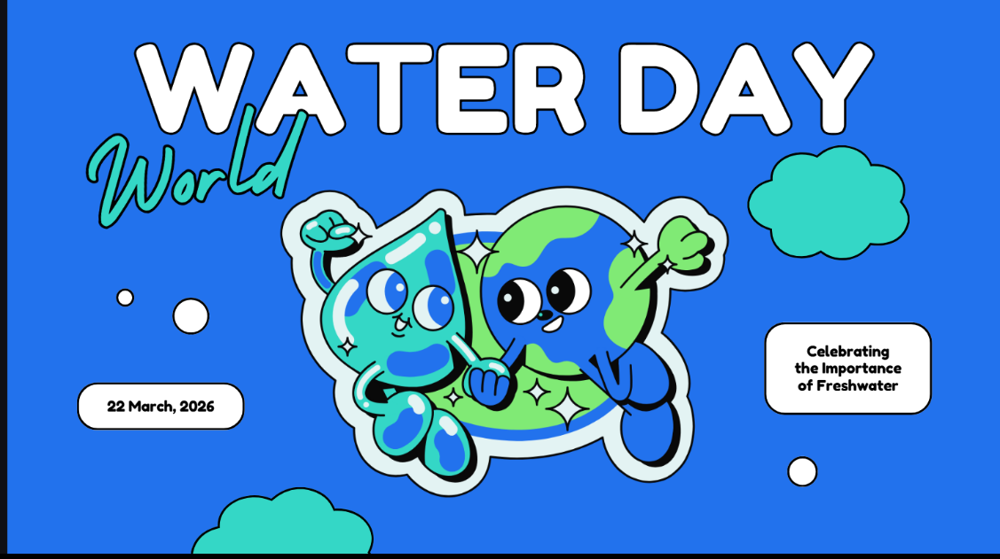 WATER DAY
World
22 March, 2026
Celebrating
the Importance
of Freshwater